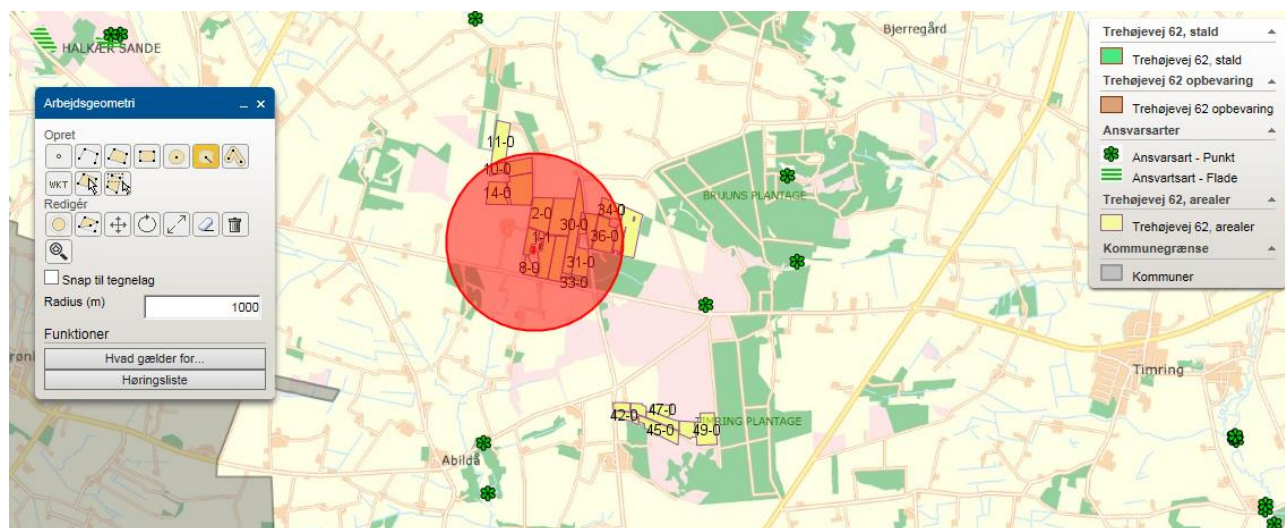 Bjerregård
HALKÆR SANDE
Arbejdsgeometri
Opret
WKT
Redigér
Snap til tegnelag
Radius (m) 1000
Funktioner
Hvad gælder for...
Høringsliste
11-0
10-0
14-0
2-0
30-0
34-0
1-1
36-0
8-0
31-0
33-0
BRUUNS PLANTAGE
42-0
47-0
45-0
49-0
TIMRING PLANTAGE
Abildå
Timring
Trehøjevej 62, stald
Trehøjevej 62, stald
Trehøjevej 62 opbevaring
Trehøjevej 62 opbevaring
Ansvarsarter
Ansvarsart - Punkt
Ansvartsart - Flade
Trehøjevej 62, arealer
Trehøjevej 62, arealer
Kommunegrænse
Kommuner